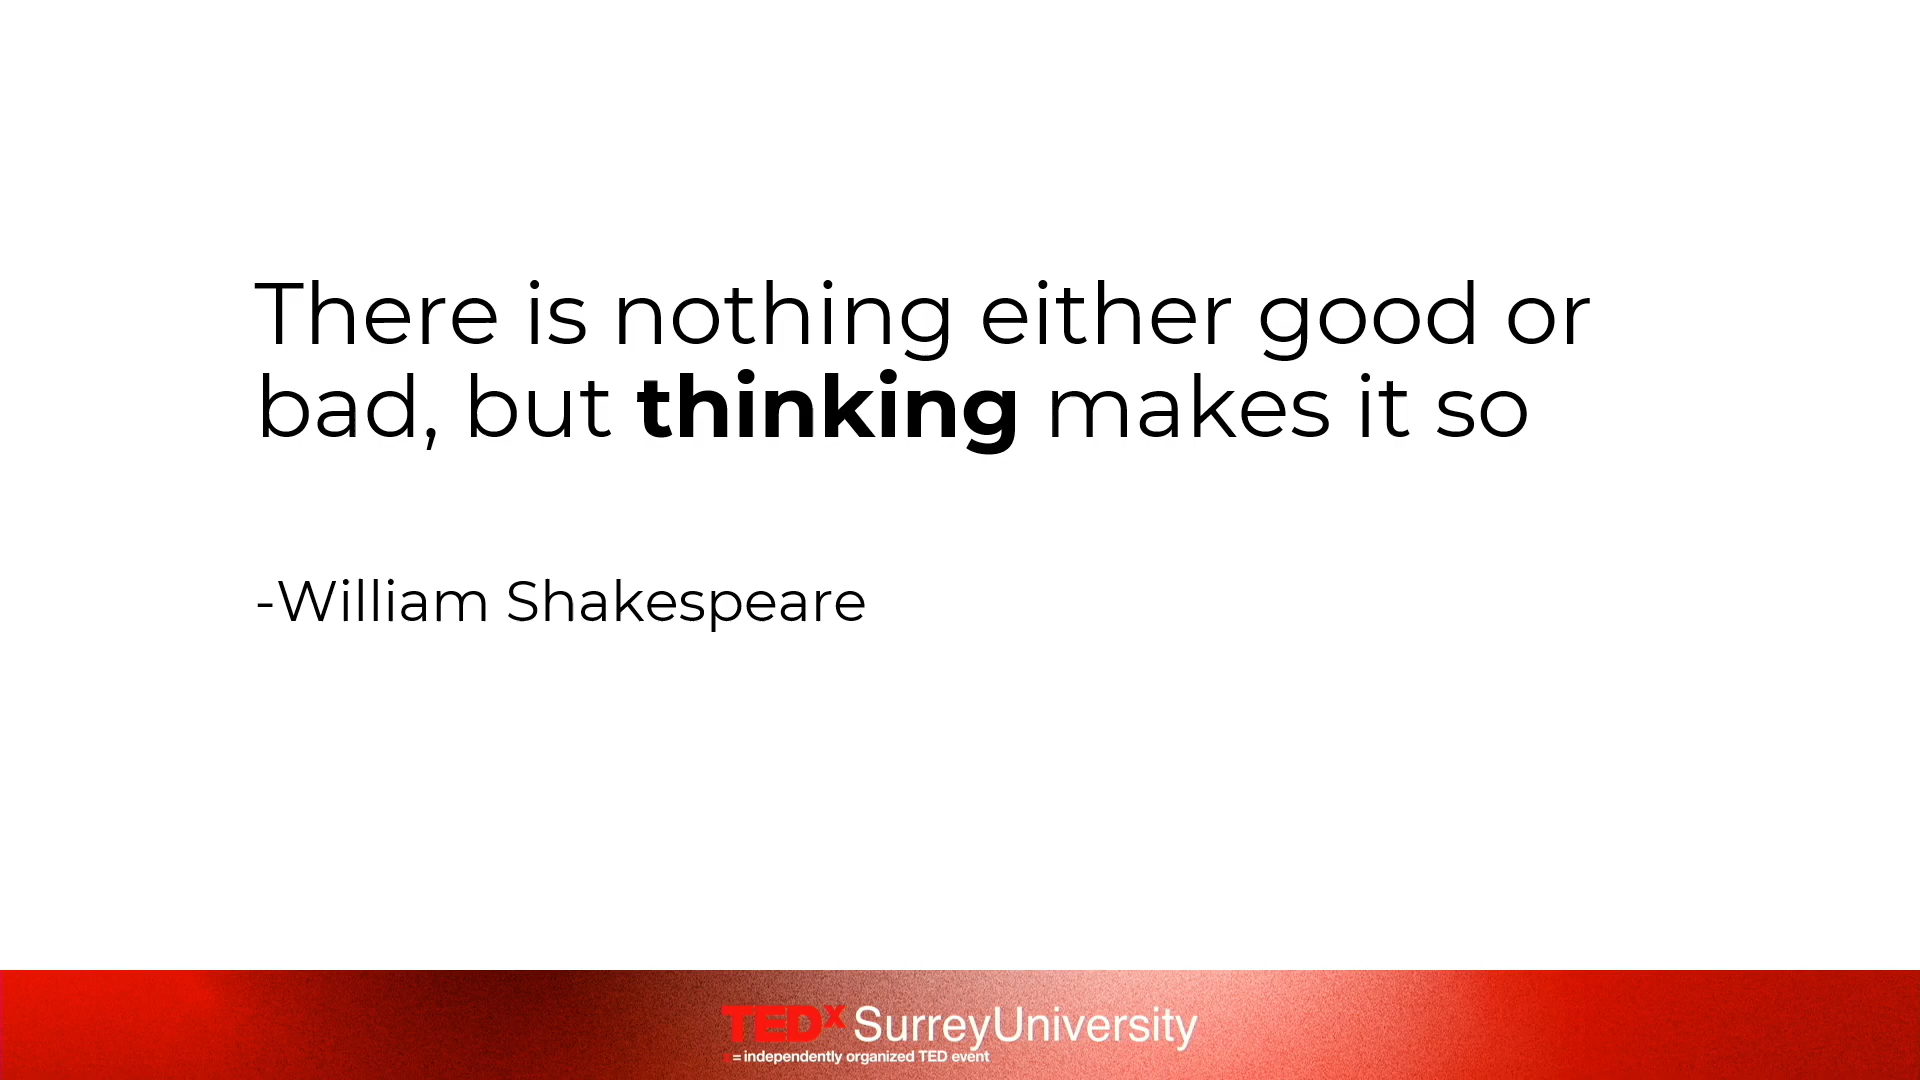 There is nothing either good or
bad, but thinking makes it so
-William Shakespeare
TEDx SurreyUniversity
x = independently organized TED event